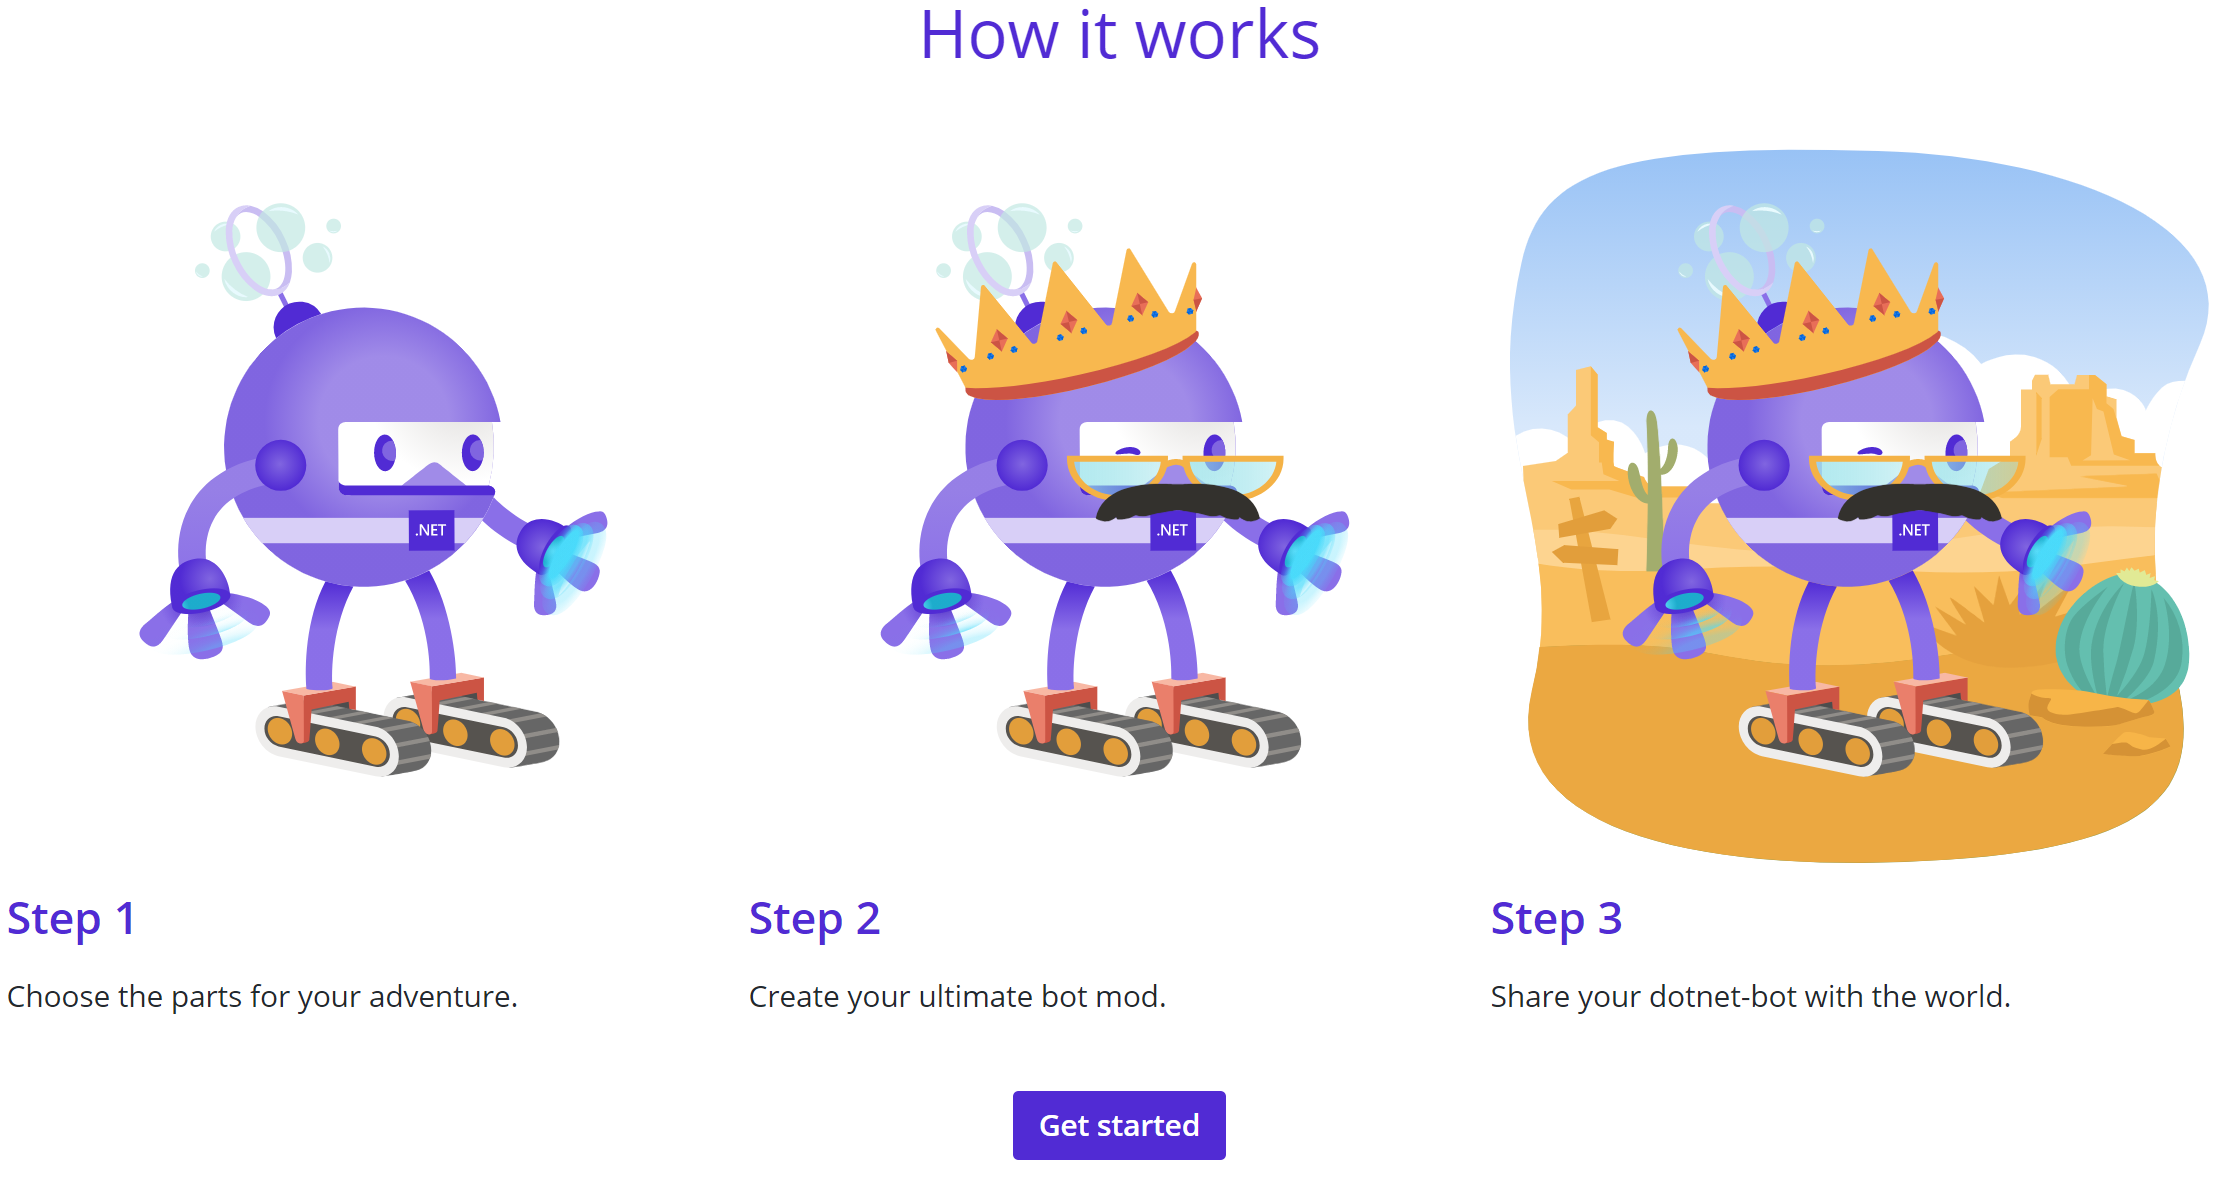 How it works
.NET
.NET
.NET
Step 1
Choose the parts for your adventure.
Step 2
Create your ultimate bot mod.
Step 3
Share your dotnet-bot with the world.
Get started